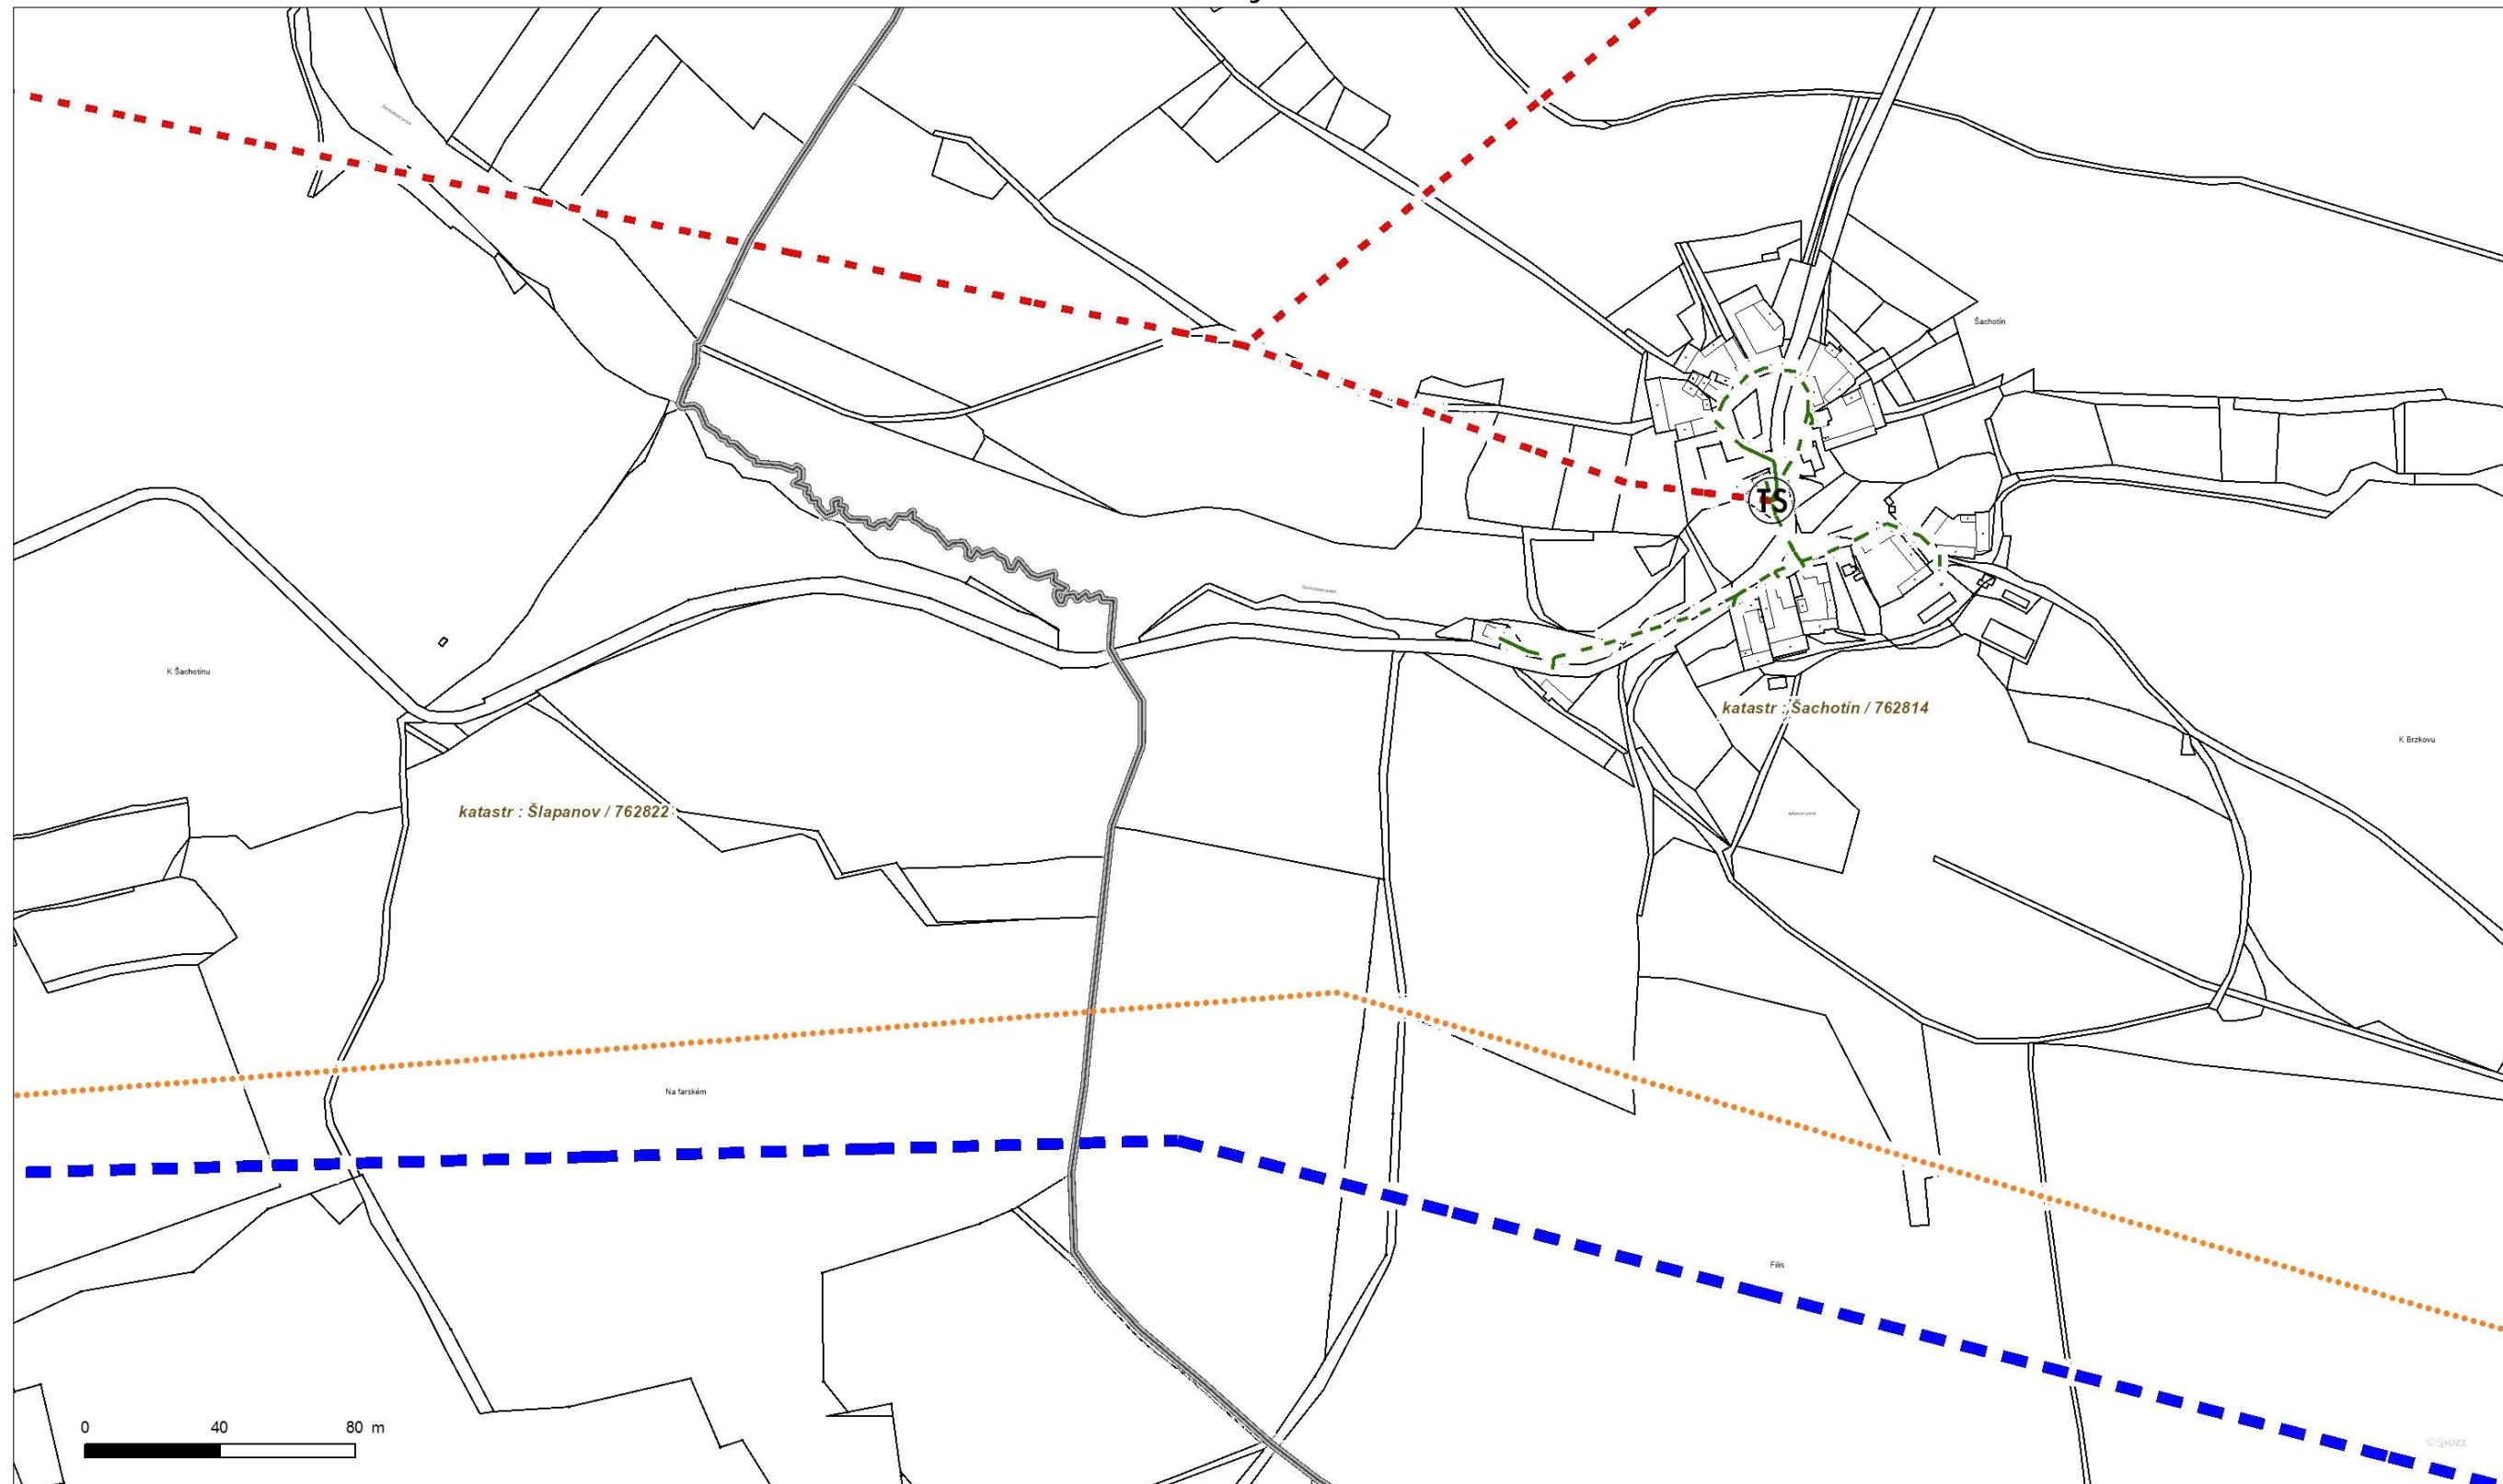 Šachotín
TS
K Šachotínu
katastr : Šachotín / 762814
K Brzkovu
katastr : Šlapanov / 762822
Na farském
Filis
0 40 80 m